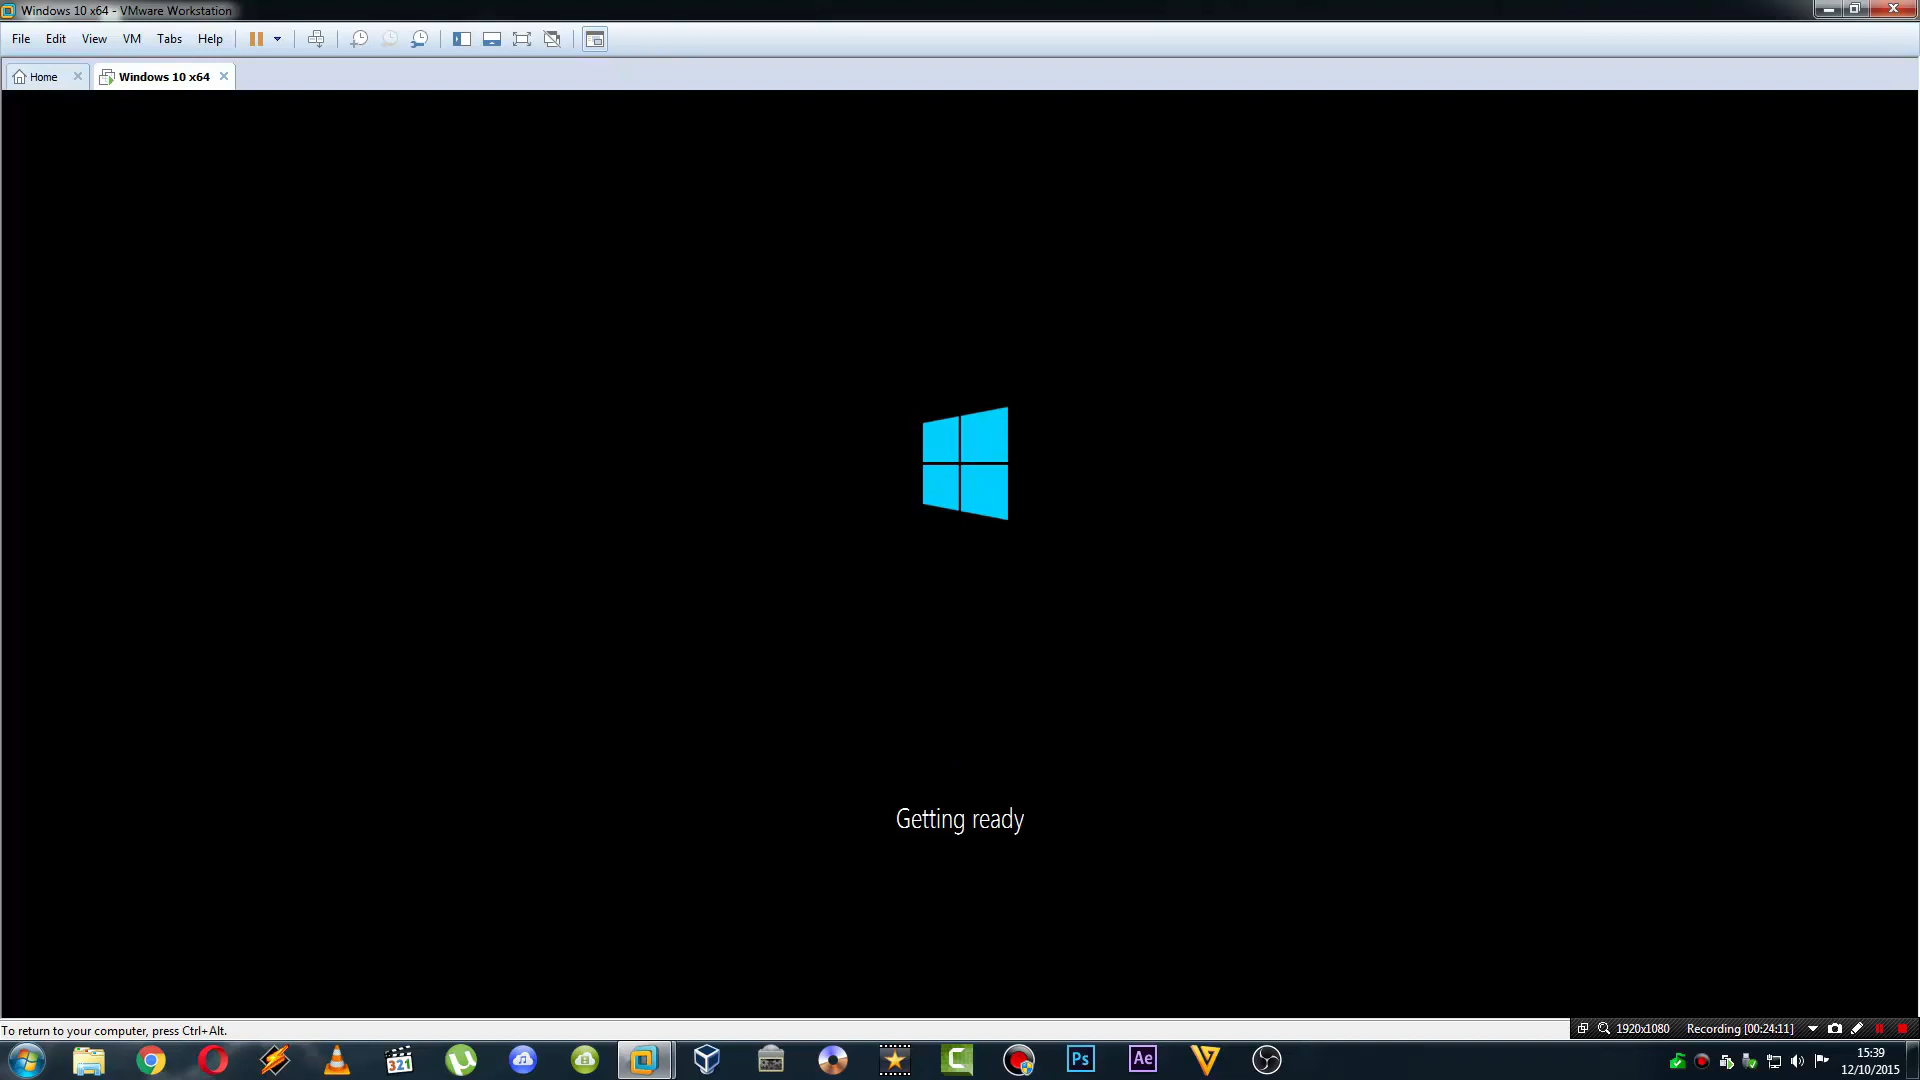 Windows 10 x64 - VMware Workstation
File Edit View VM Tabs Help
Home Windows 10 x64
Getting ready
To return to your computer, press Ctrl+Alt.
1920x1080 Recording [00:24:11]
321
Ps
Ae
15:39
12/10/2015